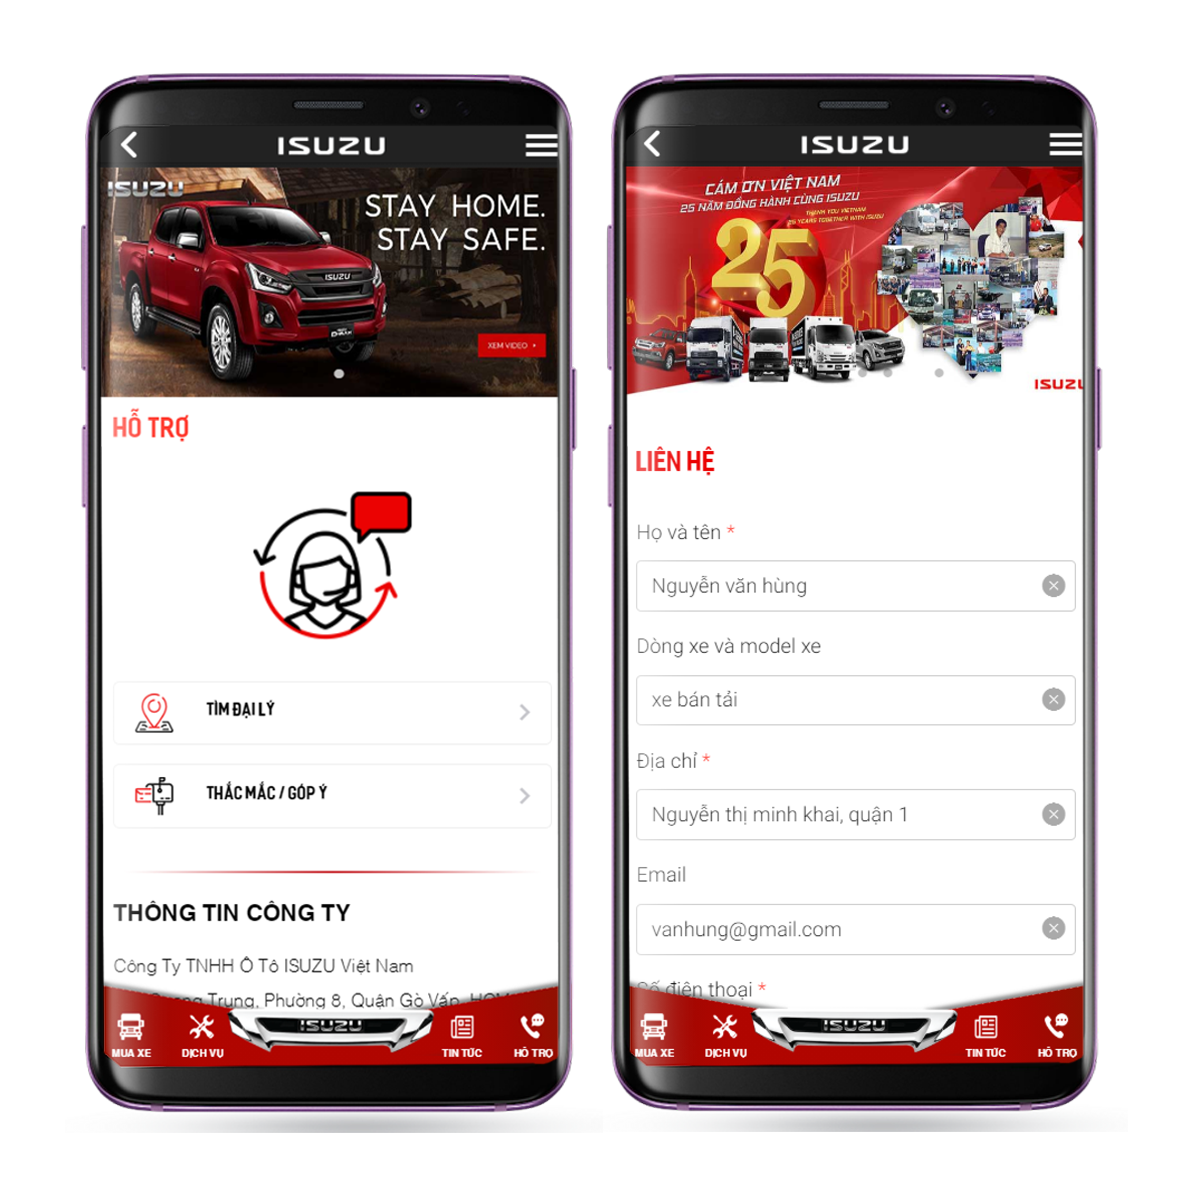 ISUZU
ISUZU
STAY HOME.
STAY SAFE.
ISUZU
D-MAX
XEM VIDEO
HỖ TRỢ
TÌM ĐẠI LÝ
THẮC MẮC / GÓP Ý
THÔNG TIN CÔNG TY
Công Ty TNHH Ô Tô ISUZU Việt Nam
Quang Trung, Phường 8, Quận Gò Vấp, HCM
ISUZU
MUA XE
DỊCH VỤ
TIN TỨC
HỖ TRỢ
ISUZU
CÁM ƠN VIỆT NAM
25 NĂM ĐỒNG HÀNH CÙNG ISUZU
THANK YOU VIETNAM
25 YEARS TOGETHER WITH ISUZU
25
ISUZU
LIÊN HỆ
Họ và tên *
Nguyễn văn hùng
Dòng xe và model xe
xe bán tải
Địa chỉ *
Nguyễn thị minh khai, quận 1
Email
vanhung@gmail.com
Số điện thoại *
ISUZU
MUA XE
DỊCH VỤ
TIN TỨC
HỖ TRỢ